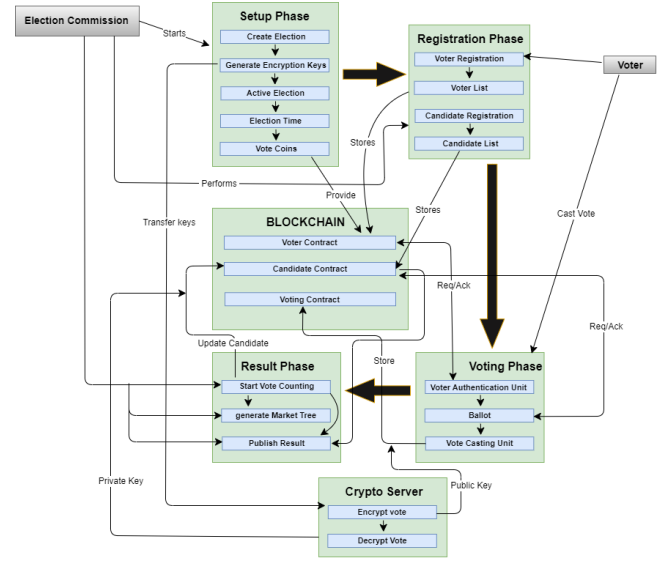 Election Commission
Starts
Setup Phase
Create Election
Generate Encryption Keys
Active Election
Election Time
Vote Coins
Registration Phase
Voter Registration
Voter List
Candidate Registration
Candidate List
Voter
Stores
Performs
Provide
Transfer keys
Stores
Cast Vote
BLOCKCHAIN
Voter Contract
Candidate Contract
Voting Contract
Req/Ack
Req/Ack
Update Candidate
Store
Result Phase
Start Vote Counting
generate Market Tree
Publish Result
Voting Phase
Voter Authentication Unit
Ballot
Vote Casting Unit
Private Key
Public Key
Crypto Server
Encrypt vote
Decrypt Vote